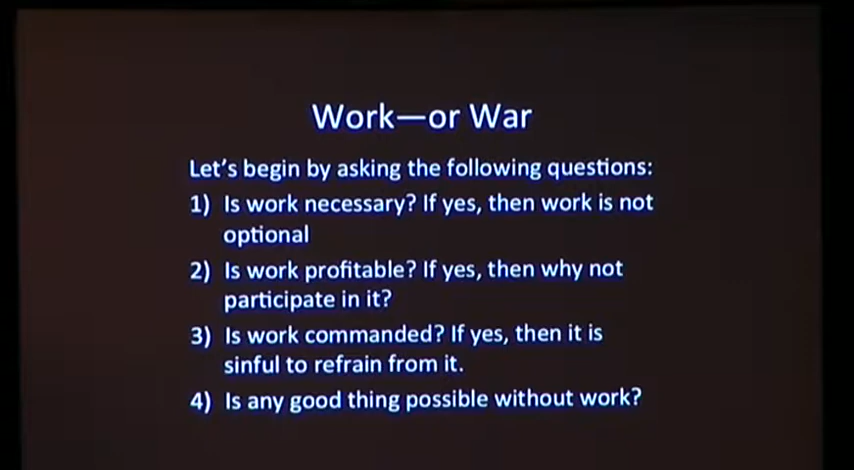 Work—or War
Let's begin by asking the following questions:
1) Is work necessary? If yes, then work is not
optional
2) Is work profitable? If yes, then why not
participate in it?
3) Is work commanded? If yes, then it is
sinful to refrain from it.
4) Is any good thing possible without work?